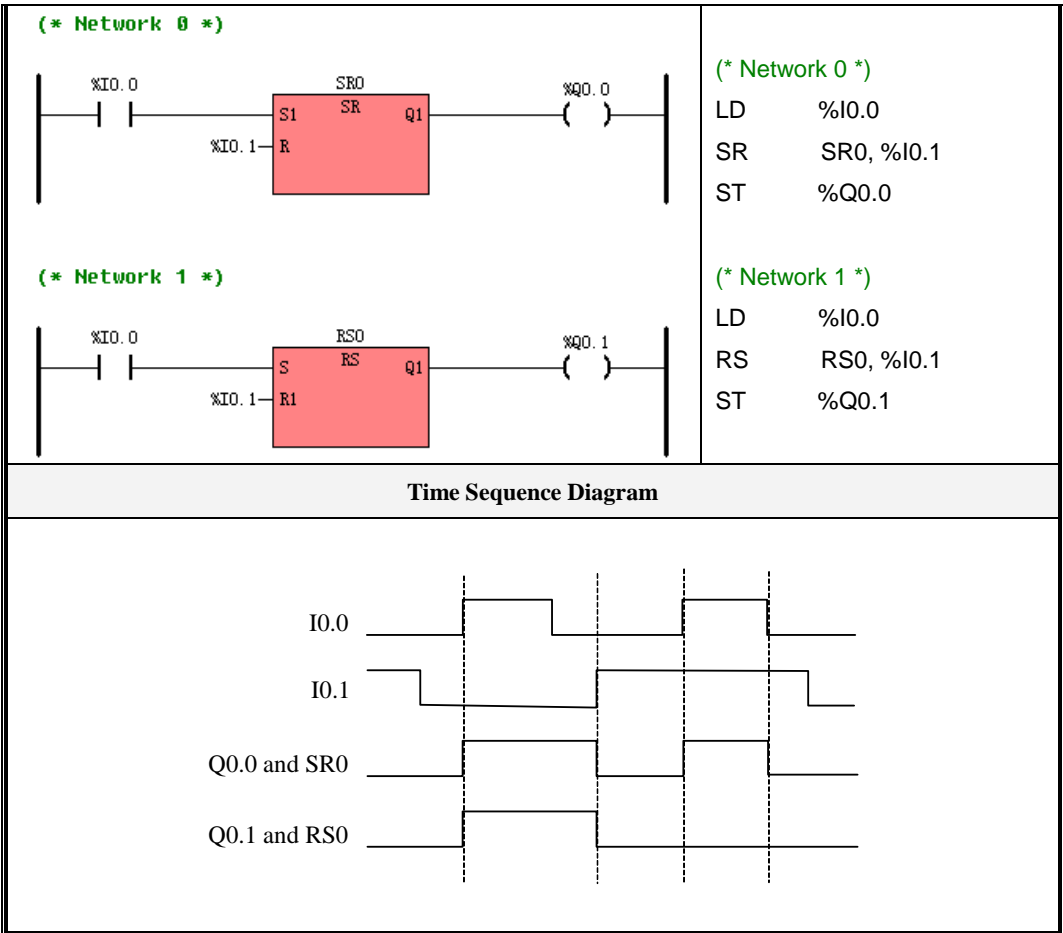 (* Network 0 *)
%I0.0
SR0
%Q0.0
S1
SR
Q1
%I0.1
R
(* Network 0 *)
LD %I0.0
SR SR0, %I0.1
ST %Q0.0
(* Network 1 *)
%I0.0
RS0
%Q0.1
S
RS
Q1
%I0.1
R1
(* Network 1 *)
LD %I0.0
RS RS0, %I0.1
ST %Q0.1
Time Sequence Diagram
I0.0
I0.1
Q0.0 and SR0
Q0.1 and RS0